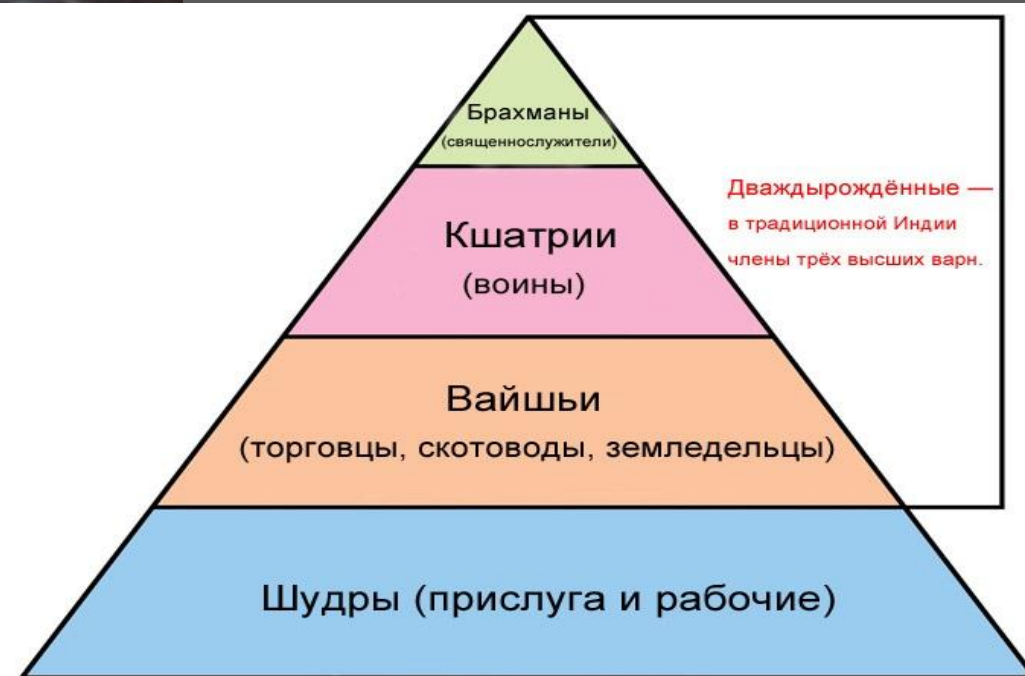 Брахманы
(священнослужители)
Дваждырождённые —
в традиционной Индии
члены трёх высших варн.
Кшатрии
(воины)
Вайшьи
(торговцы, скотоводы, земледельцы)
Шудры (прислуга и рабочие)